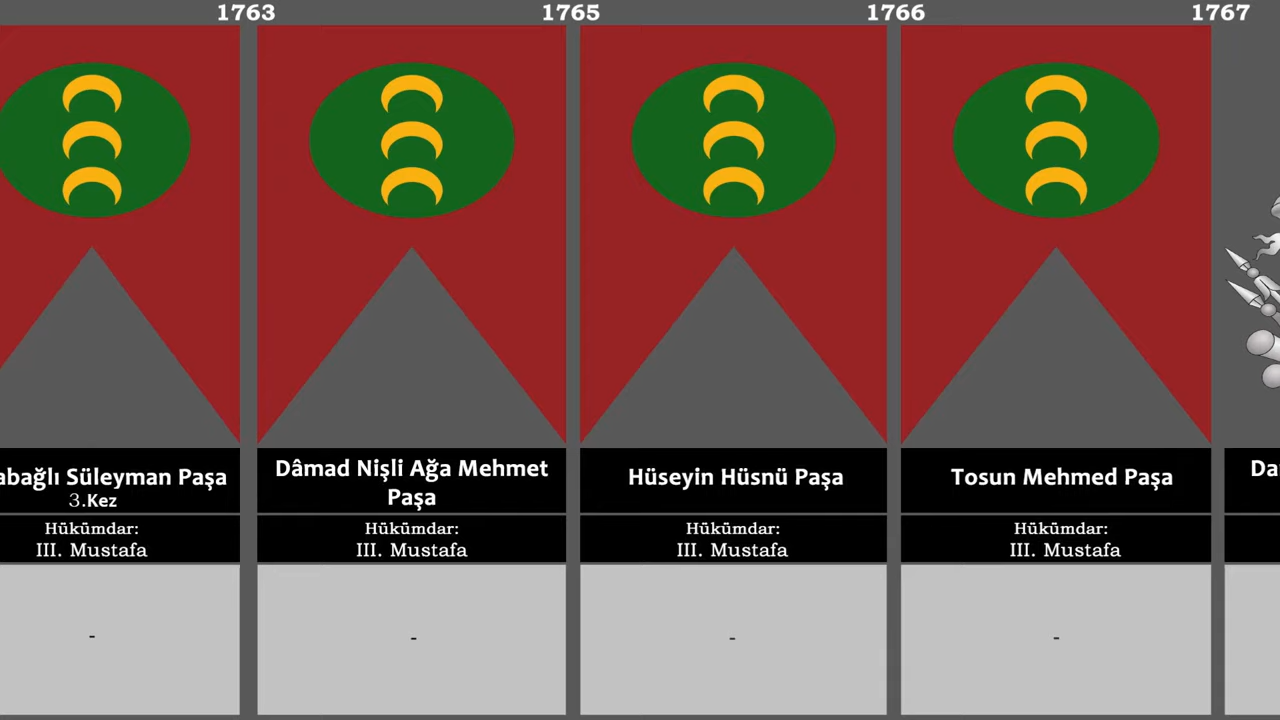 1763
1765
1766
1767
abağlı Süleyman Paşa
3.Kez
Hükümdar:
III. Mustafa
-
Dâmad Nişli Ağa Mehmet
Paşa
Hükümdar:
III. Mustafa
-
Hüseyin Hüsnü Paşa
Hükümdar:
III. Mustafa
-
Tosun Mehmed Paşa
Hükümdar:
III. Mustafa
-
Da